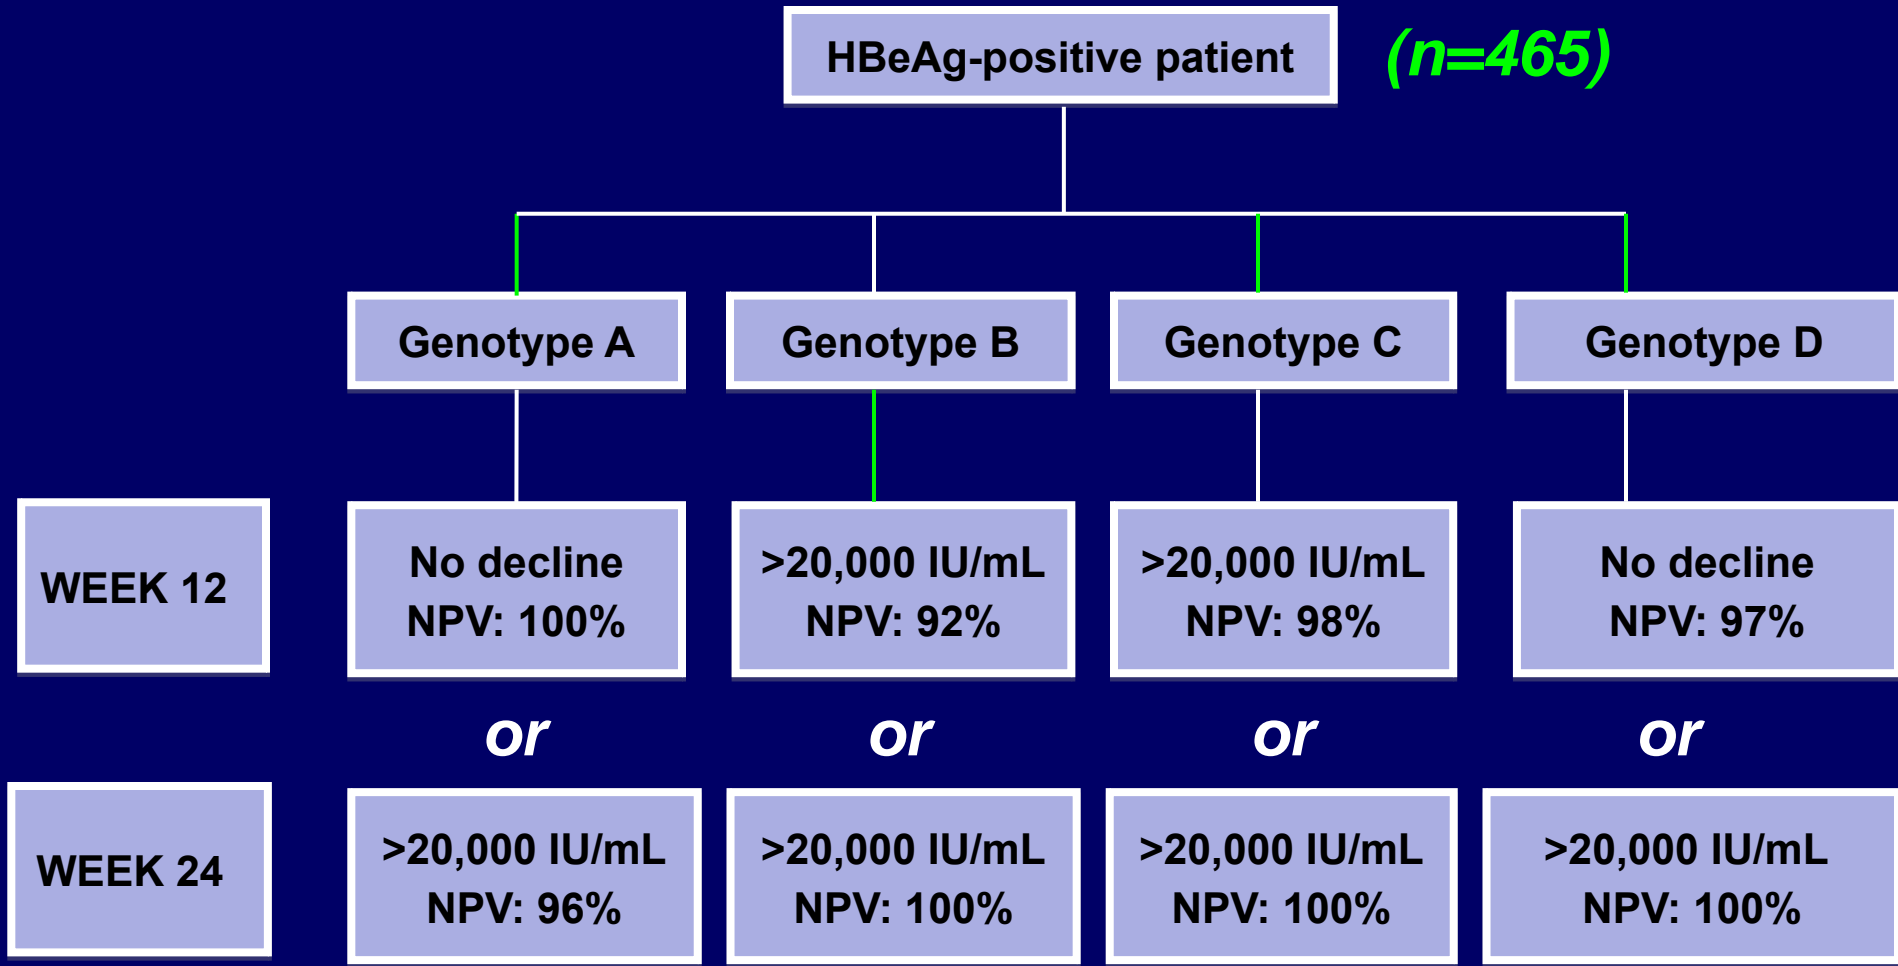 HBeAg-positive patient
(n=465)
Genotype A
Genotype B
Genotype C
Genotype D
WEEK 12
No decline
NPV: 100%
>20,000 IU/mL
NPV: 92%
>20,000 IU/mL
NPV: 98%
No decline
NPV: 97%
or
or
or
or
WEEK 24
>20,000 IU/mL
NPV: 96%
>20,000 IU/mL
NPV: 100%
>20,000 IU/mL
NPV: 100%
>20,000 IU/mL
NPV: 100%